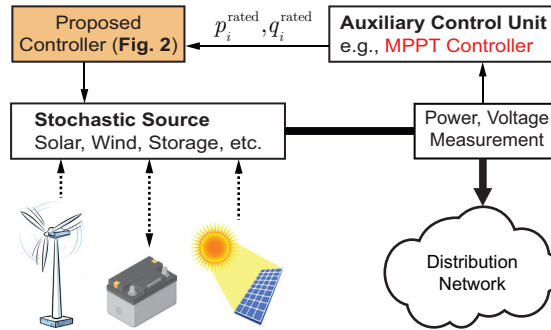 Proposed
Controller (Fig. 2)
p_i^rated, q_i^rated
Auxiliary Control Unit
e.g., MPPT Controller
Stochastic Source
Solar, Wind, Storage, etc.
Power, Voltage
Measurement
Distribution
Network